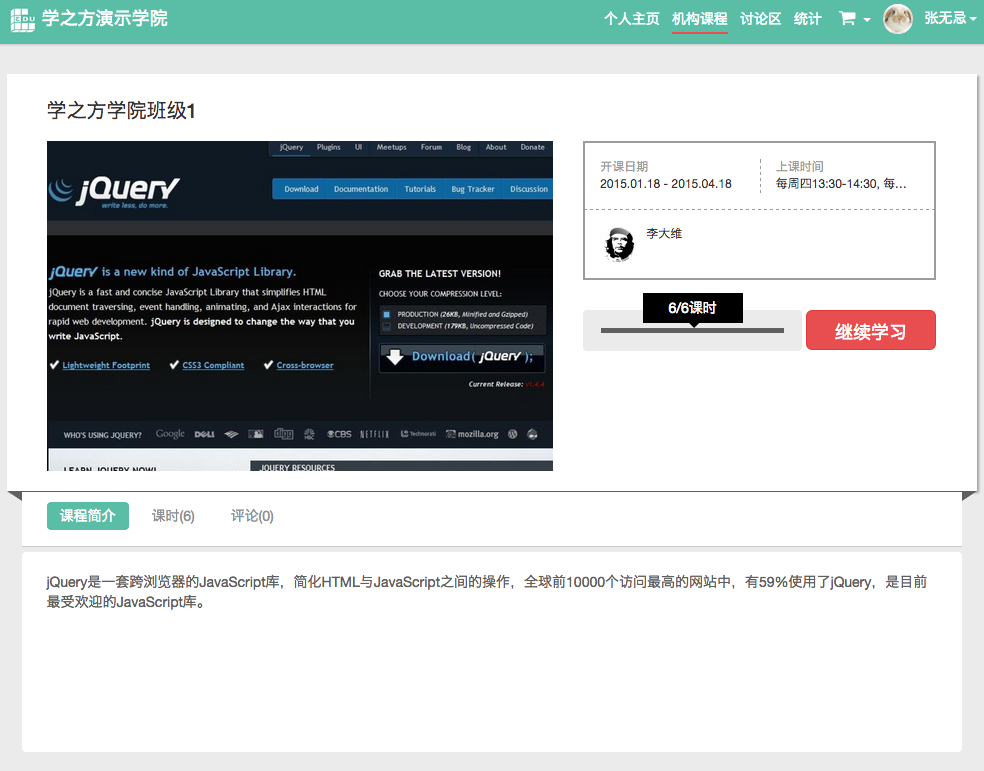 EDU 学之方演示学院 个人主页 机构课程 讨论区 统计 张无忌
学之方学院班级1
jQuery Plugins UI Meetups Forum Blog About Donate
jQuery
write less, do more.
Download Documentation Tutorials Bug Tracker Discussion
jQuery is a new kind of JavaScript Library.
jQuery is a fast and concise JavaScript Library that simplifies HTML
document traversing, event handling, animating, and Ajax interactions for
rapid web development. jQuery is designed to change the way that you
write JavaScript.
Lightweight Footprint CSS3 Compliant Cross-browser
GRAB THE LATEST VERSION!
CHOOSE YOUR COMPRESSION LEVEL:
PRODUCTION (26KB, Minified and Gzipped)
DEVELOPMENT (179KB, Uncompressed Code)
Download( jQuery );
Current Release: v1.4.4
WHO'S USING JQUERY? Google DELL digg CBS NETFLIX Technorati mozilla.org
LEARN JQUERY NOW! JQUERY RESOURCES
开课日期 上课时间
2015.01.18 - 2015.04.18 每周四13:30-14:30, 每...
李大维
6/6课时
继续学习
课程简介 课时(6) 评论(0)
jQuery是一套跨浏览器的JavaScript库，简化HTML与JavaScript之间的操作，全球前10000个访问最高的网站中，有59%使用了jQuery，是目前
最受欢迎的JavaScript库。